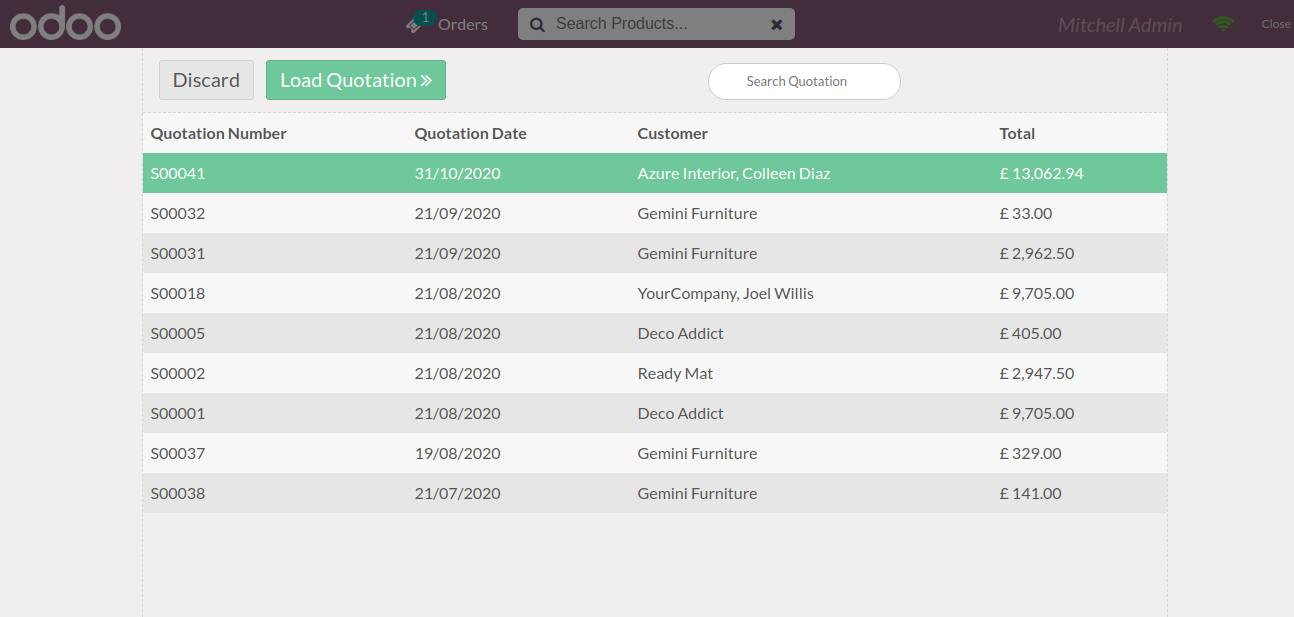 odoo 1 Orders Search Products... Mitchell Admin Close
Discard Load Quotation » Search Quotation
Quotation Number Quotation Date Customer Total
S00041 31/10/2020 Azure Interior, Colleen Diaz £ 13,062.94
S00032 21/09/2020 Gemini Furniture £ 33.00
S00031 21/09/2020 Gemini Furniture £ 2,962.50
S00018 21/08/2020 YourCompany, Joel Willis £ 9,705.00
S00005 21/08/2020 Deco Addict £ 405.00
S00002 21/08/2020 Ready Mat £ 2,947.50
S00001 21/08/2020 Deco Addict £ 9,705.00
S00037 19/08/2020 Gemini Furniture £ 329.00
S00038 21/07/2020 Gemini Furniture £ 141.00